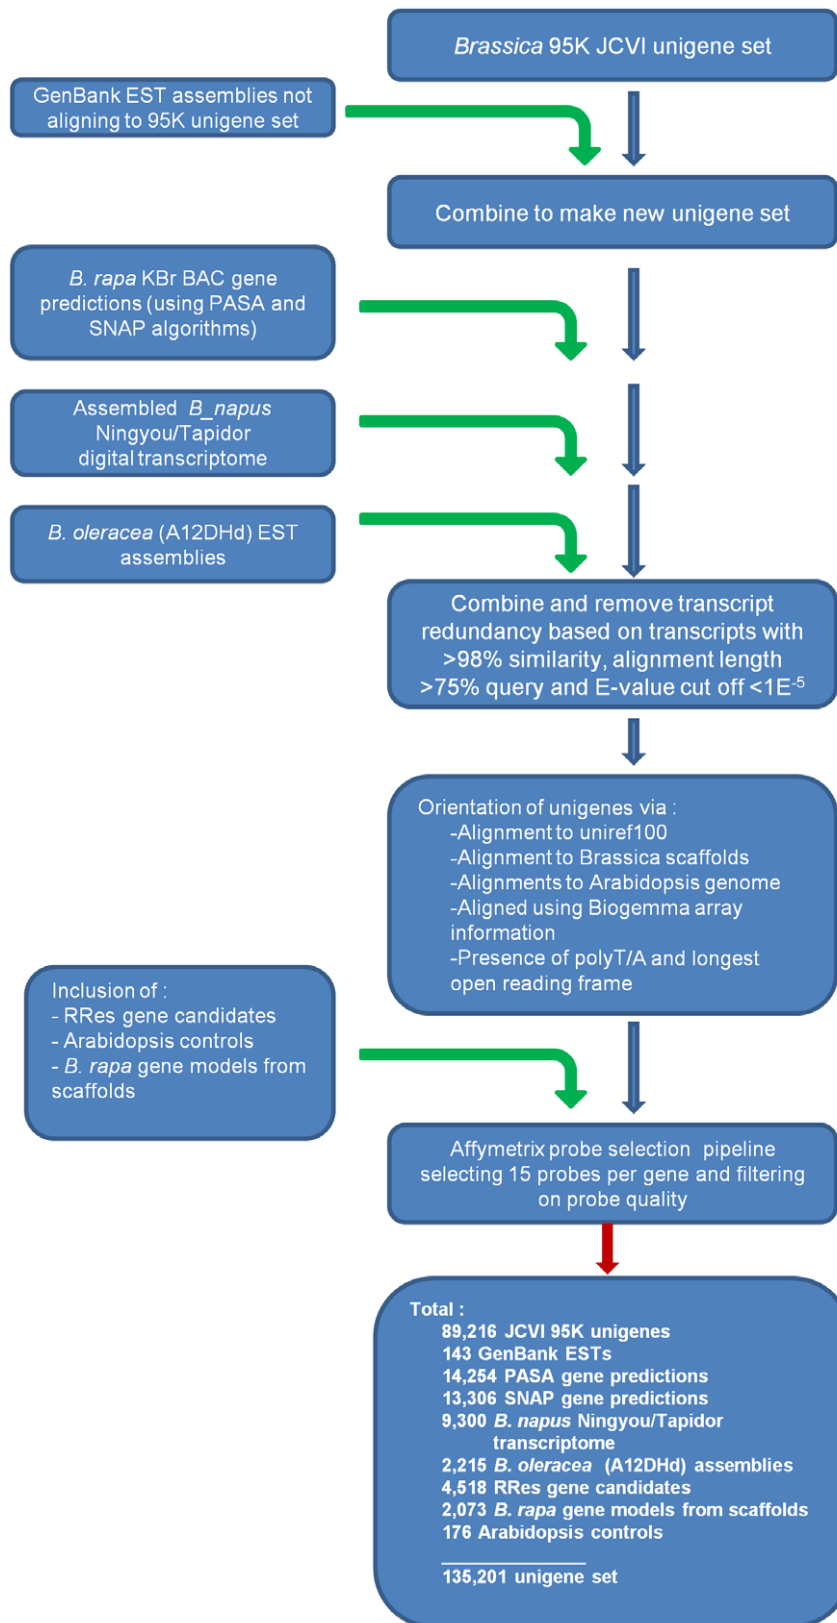 Brassica 95K JCVI unigene set
GenBank EST assemblies not
aligning to 95K unigene set
Combine to make new unigene set
B. rapa KBr BAC gene
predictions (using PASA and
SNAP algorithms)
Assembled B_napus
Ningyou/Tapidor
digital transcriptome
B. oleracea (A12DHd) EST
assemblies
Combine and remove transcript
redundancy based on transcripts with
>98% similarity, alignment length
>75% query and E-value cut off <1E⁻⁵
Orientation of unigenes via :
-Alignment to uniref100
-Alignment to Brassica scaffolds
-Alignments to Arabidopsis genome
-Aligned using Biogemma array
information
-Presence of polyT/A and longest
open reading frame
Inclusion of :
- RRes gene candidates
- Arabidopsis controls
- B. rapa gene models from
scaffolds
Affymetrix probe selection pipeline
selecting 15 probes per gene and filtering
on probe quality
Total :
89,216 JCVI 95K unigenes
143 GenBank ESTs
14,254 PASA gene predictions
13,306 SNAP gene predictions
9,300 B. napus Ningyou/Tapidor
transcriptome
2,215 B. oleracea (A12DHd) assemblies
4,518 RRes gene candidates
2,073 B. rapa gene models from scaffolds
176 Arabidopsis controls
135,201 unigene set